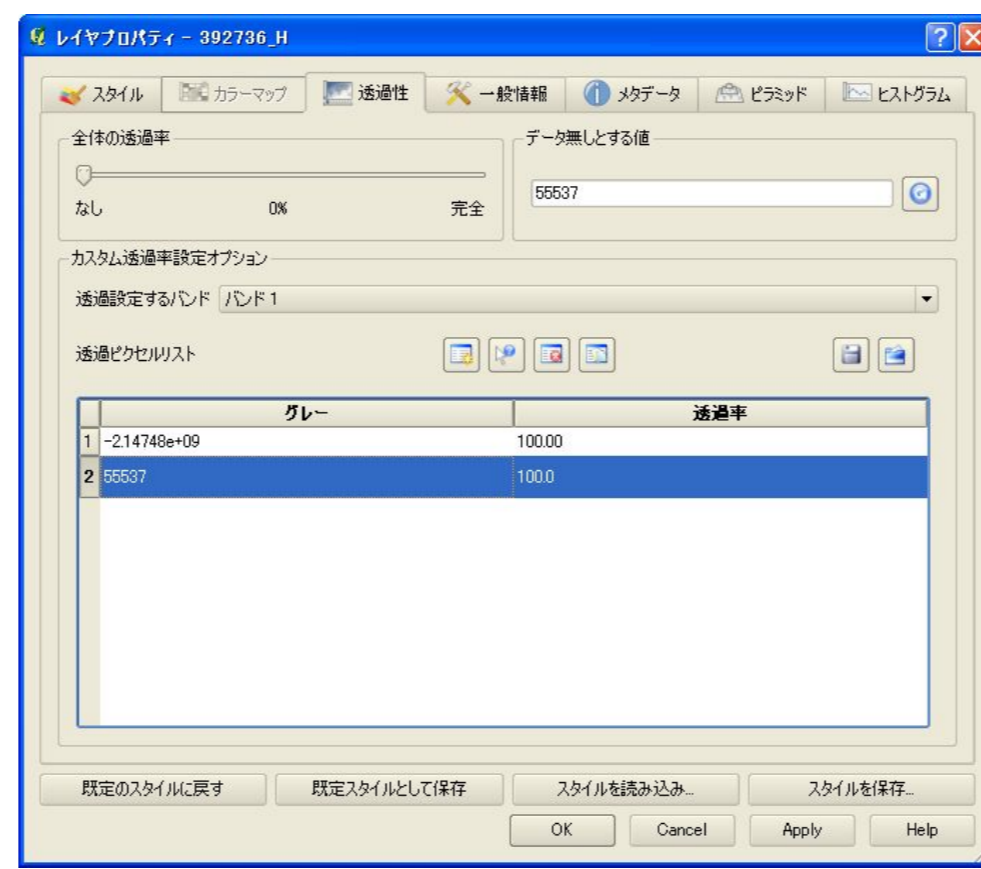 レイヤプロパティ - 392736_H
スタイル カラーマップ 透過性 一般情報 メタデータ ピラミッド ヒストグラム
全体の透過率
なし 0% 完全
データ無しとする値
55537
カスタム透過率設定オプション
透過設定するバンド バンド 1
透過ピクセルリスト
グレー 透過率
1 -2.14748e+09 100.00
2 55537 100.0
既定のスタイルに戻す 既定スタイルとして保存 スタイルを読み込み... スタイルを保存...
OK Cancel Apply Help